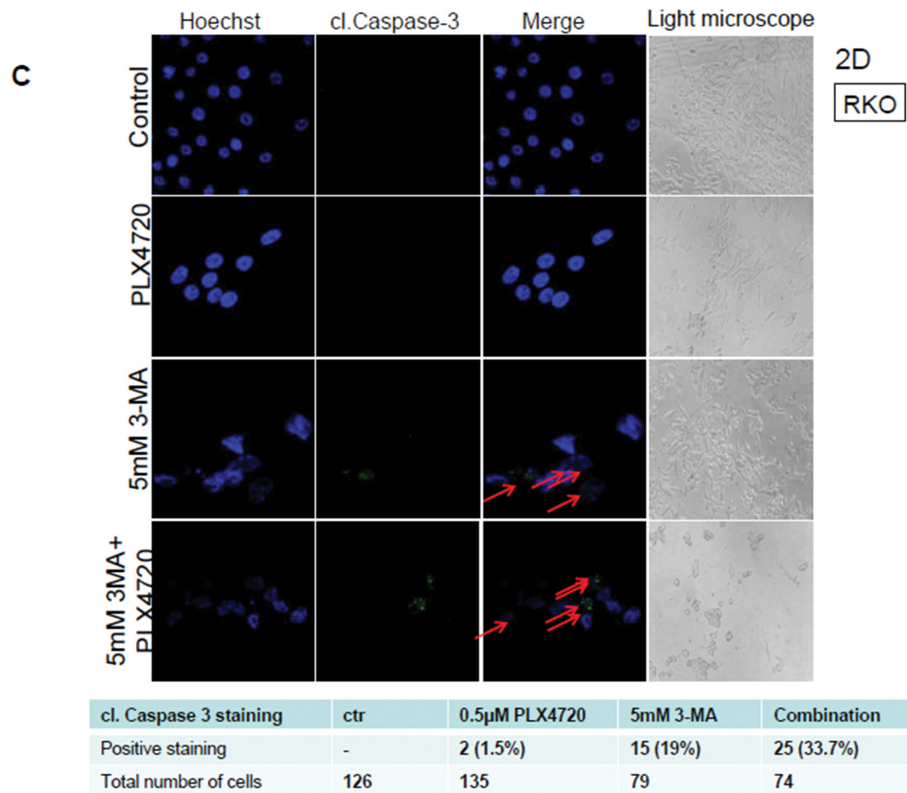 Hoechst cl.Caspase-3 Merge Light microscope
C
2D
RKO
Control
PLX4720
5mM 3-MA
5mM 3MA+
PLX4720
cl. Caspase 3 staining ctr 0.5µM PLX4720 5mM 3-MA Combination
Positive staining - 2 (1.5%) 15 (19%) 25 (33.7%)
Total number of cells 126 135 79 74